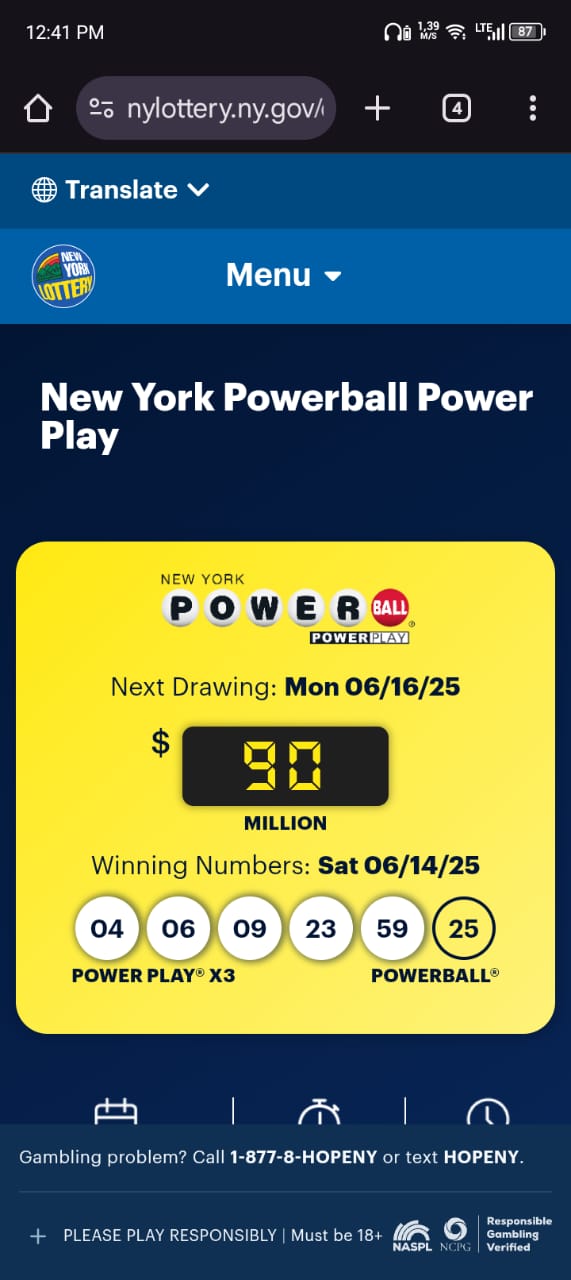 12:41 PM
1,39
M/S
LTE
87
nylottery.ny.gov/
4
Translate
NEW
YORK
LOTTERY
Menu
New York Powerball Power
Play
NEW YORK
POWER BALL®
POWERPLAY
Next Drawing: Mon 06/16/25
$ 90
MILLION
Winning Numbers: Sat 06/14/25
04 06 09 23 59 25
POWER PLAY® X3 POWERBALL®
Gambling problem? Call 1-877-8-HOPENY or text HOPENY.
+ PLEASE PLAY RESPONSIBLY | Must be 18+
NASPL
NCPG
Responsible
Gambling
Verified